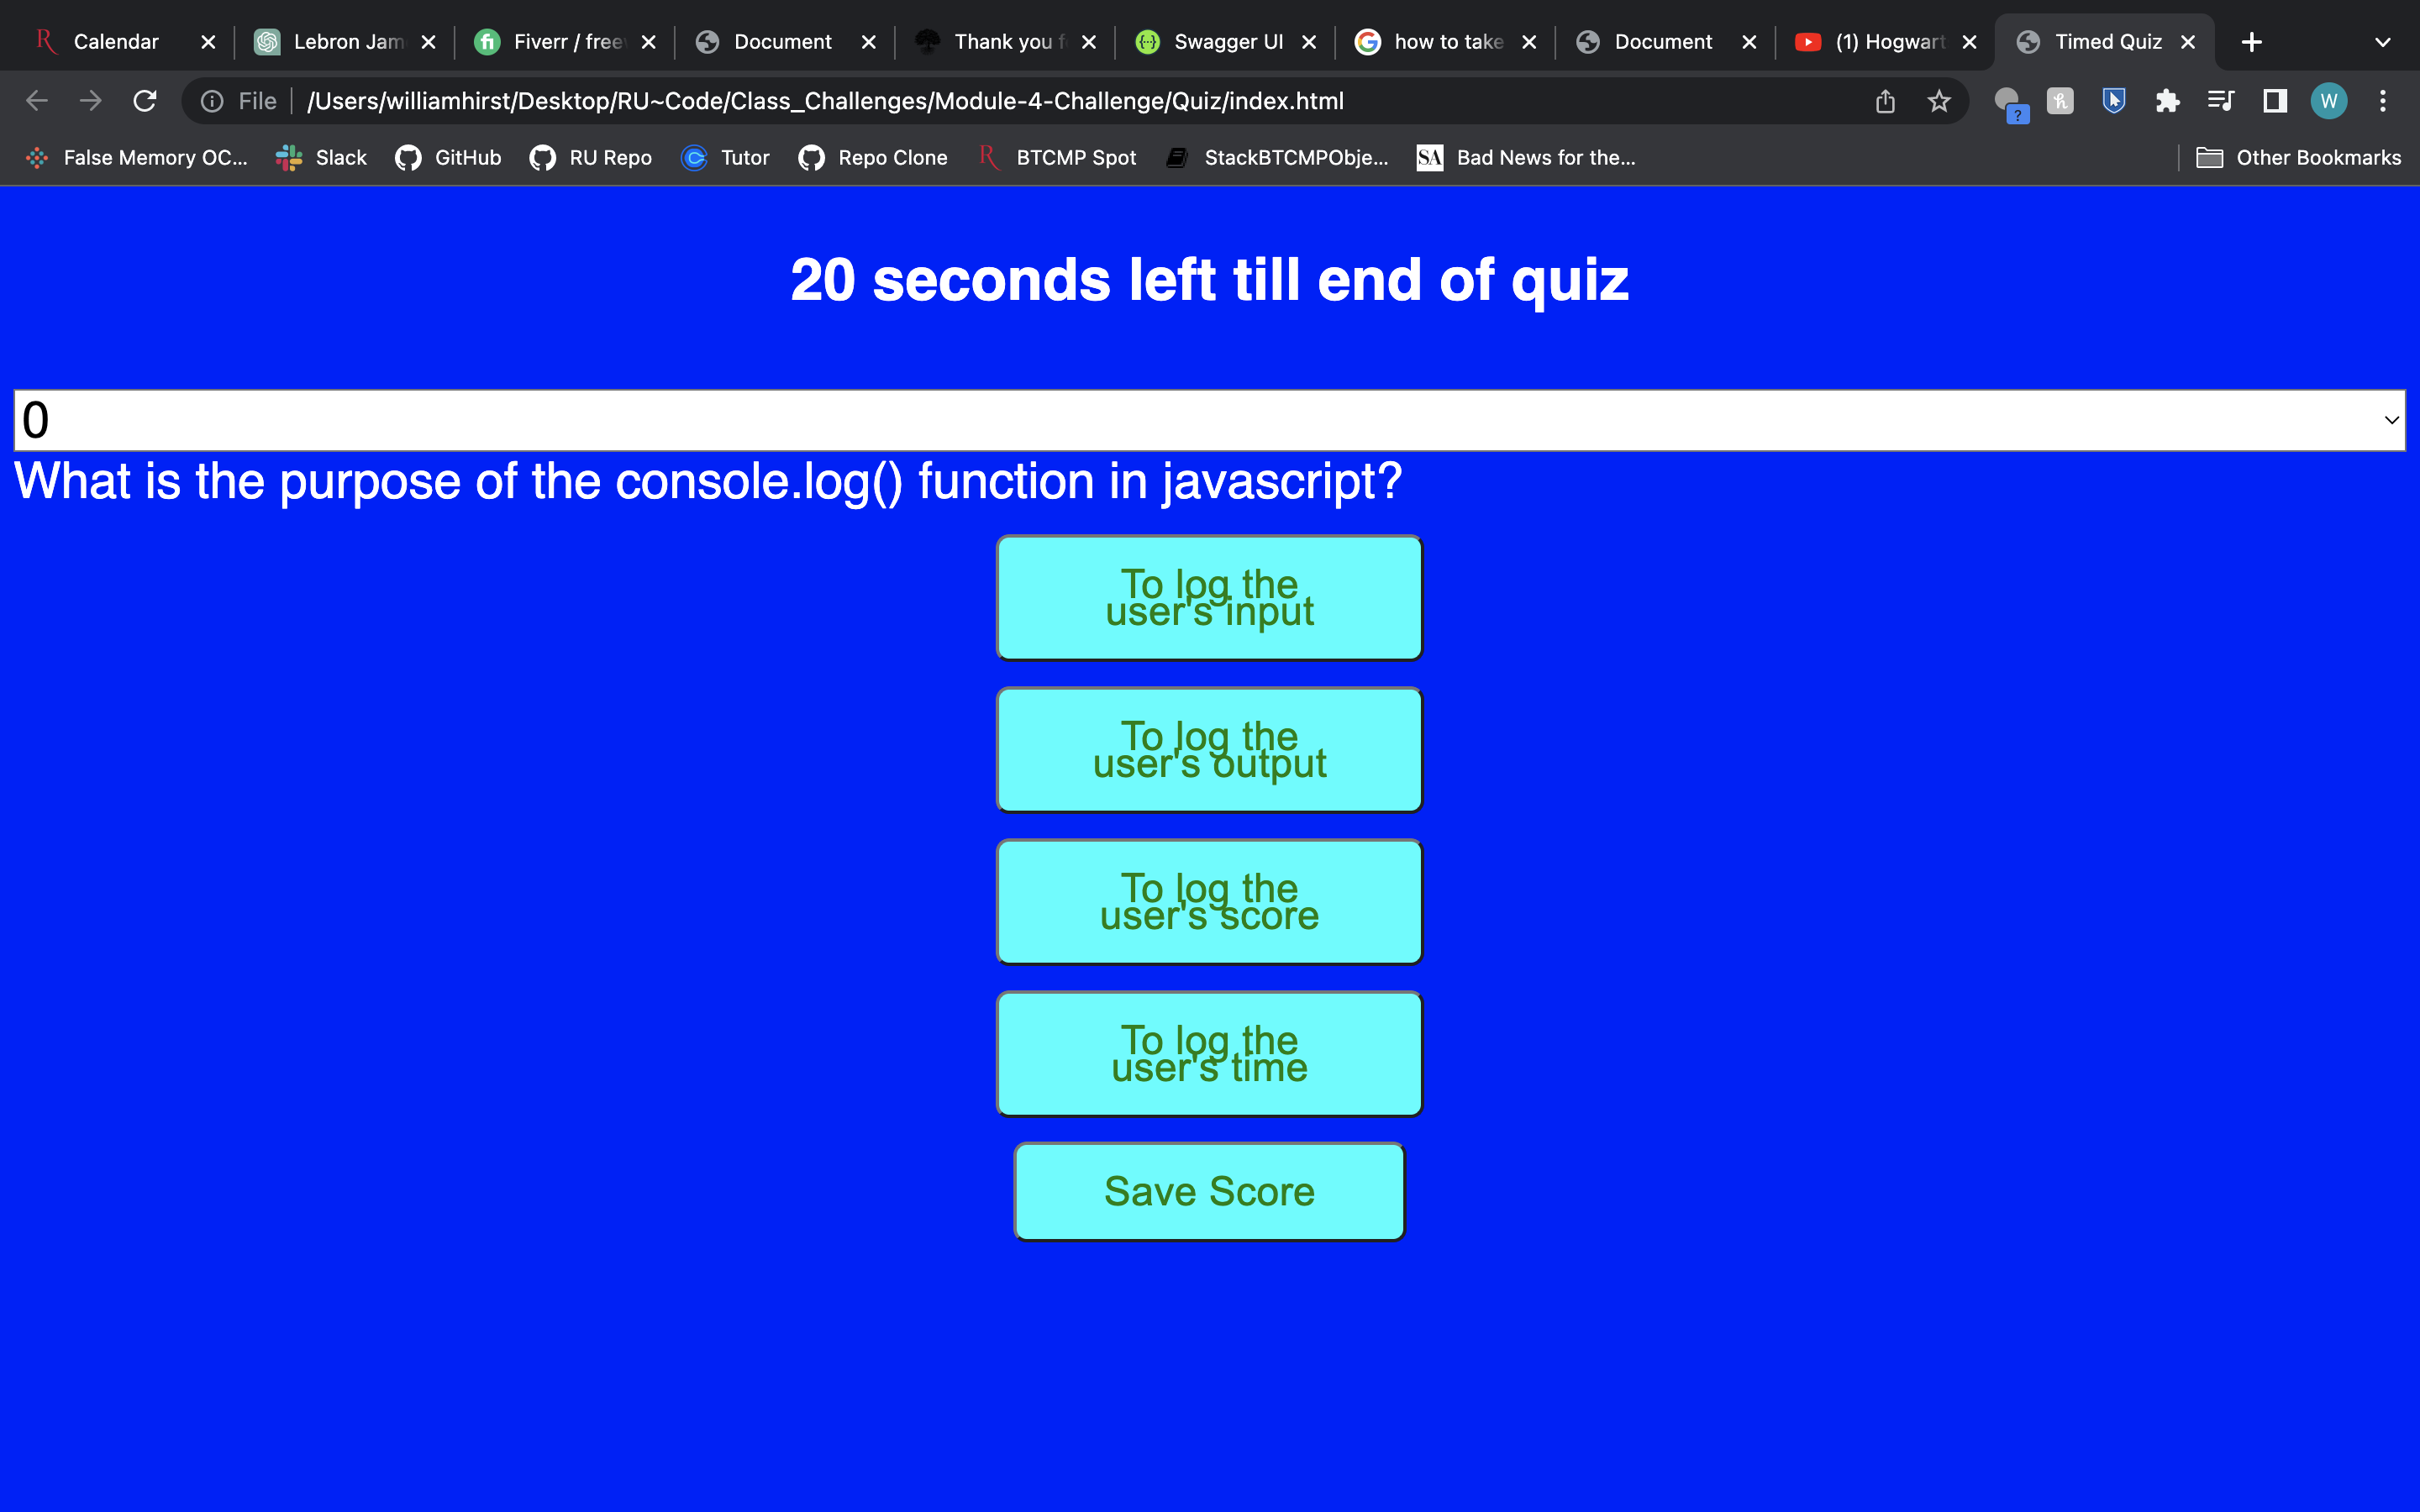 Calendar
Lebron Jam
Fiverr / free
Document
Thank you f
Swagger UI
how to take
Document
(1) Hogwart
Timed Quiz
File
/Users/williamhirst/Desktop/RU~Code/Class_Challenges/Module-4-Challenge/Quiz/index.html
?
h
W
False Memory OC...
Slack
GitHub
RU Repo
Tutor
Repo Clone
R BTCMP Spot
StackBTCMPObje...
SA Bad News for the...
Other Bookmarks
20 seconds left till end of quiz
0
What is the purpose of the console.log() function in javascript?
To log the
user's input
To log the
user's output
To log the
user's score
To log the
user's time
Save Score